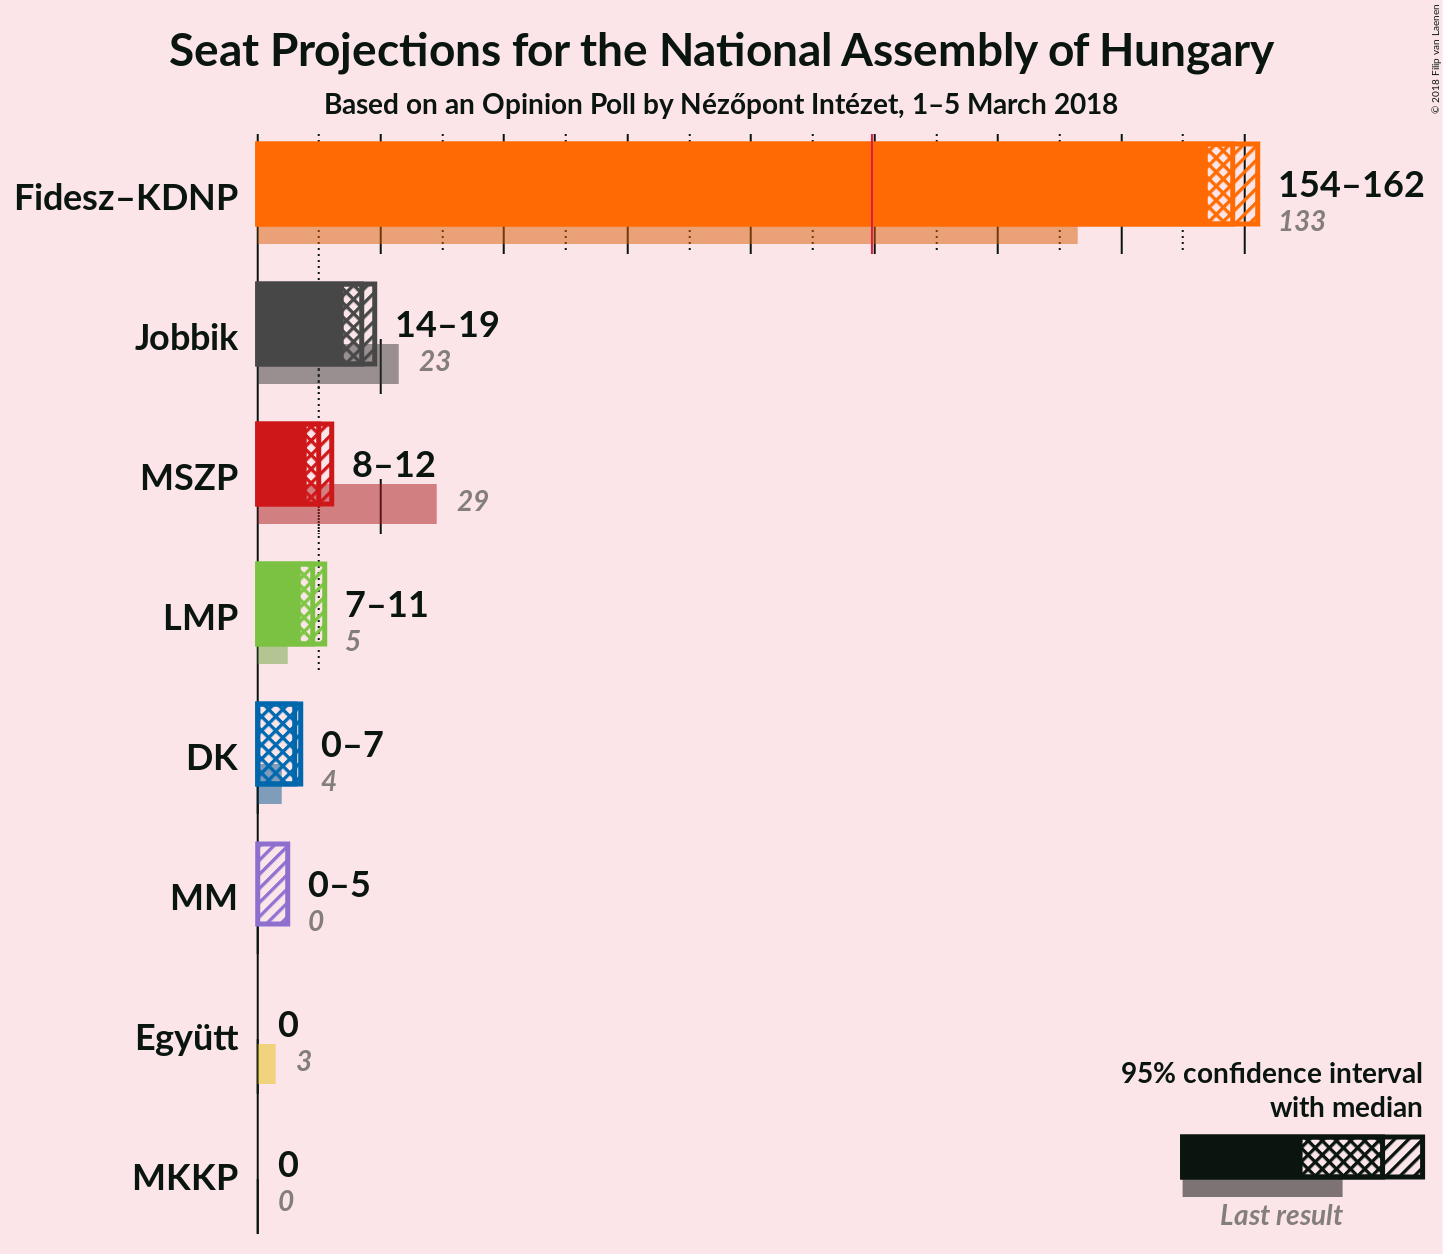 Seat Projections for the National Assembly of Hungary
Based on an Opinion Poll by Nézőpont Intézet, 1–5 March 2018
© 2018 Filip van Laenen
Fidesz–KDNP
154–162
133
Jobbik
14–19
23
MSZP
8–12
29
LMP
7–11
5
DK
0–7
4
MM
0–5
0
Együtt
0
3
MKKP
0
0
95% confidence interval
with median
Last result